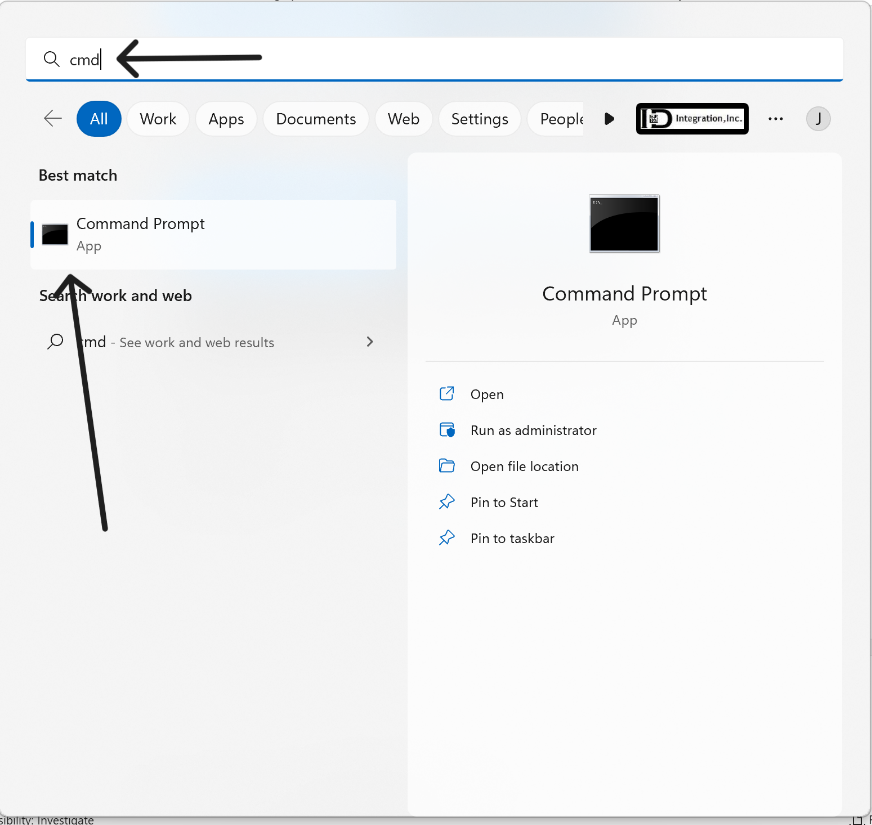 cmd
All Work Apps Documents Web Settings People Integration, Inc. J
Best match
Command Prompt
App
Search work and web
cmd - See work and web results
Command Prompt
App
Open
Run as administrator
Open file location
Pin to Start
Pin to taskbar
sibility: Investigate